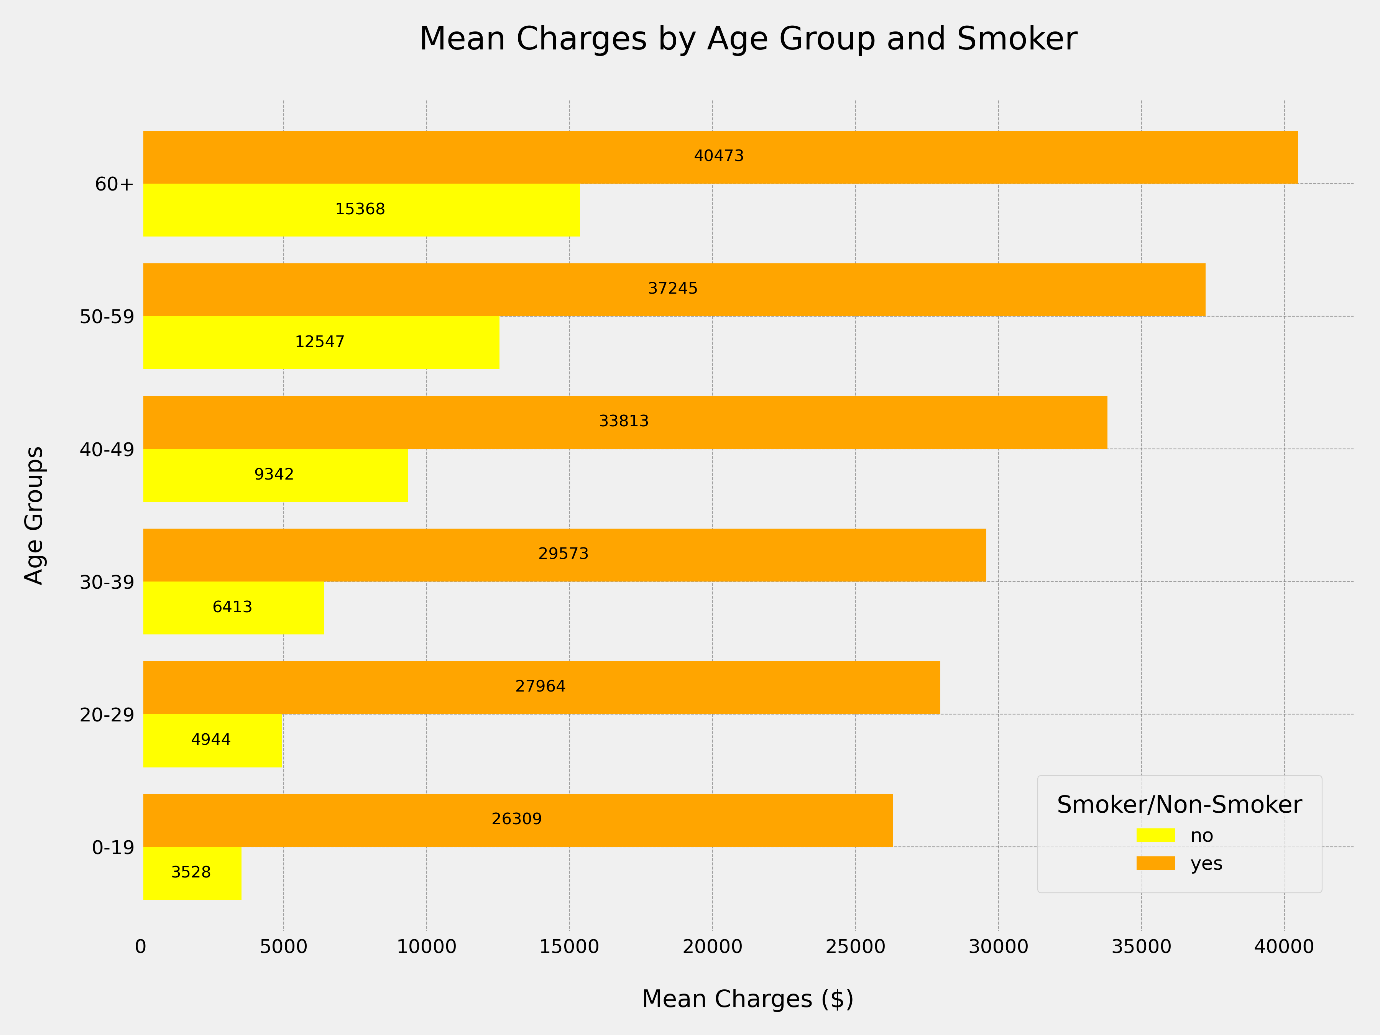 Mean Charges by Age Group and Smoker
40473
60+
15368
37245
50-59
12547
33813
40-49
9342
29573
30-39
6413
27964
20-29
4944
26309
0-19
3528
Age Groups
Smoker/Non-Smoker
no
yes
0 5000 10000 15000 20000 25000 30000 35000 40000
Mean Charges ($)